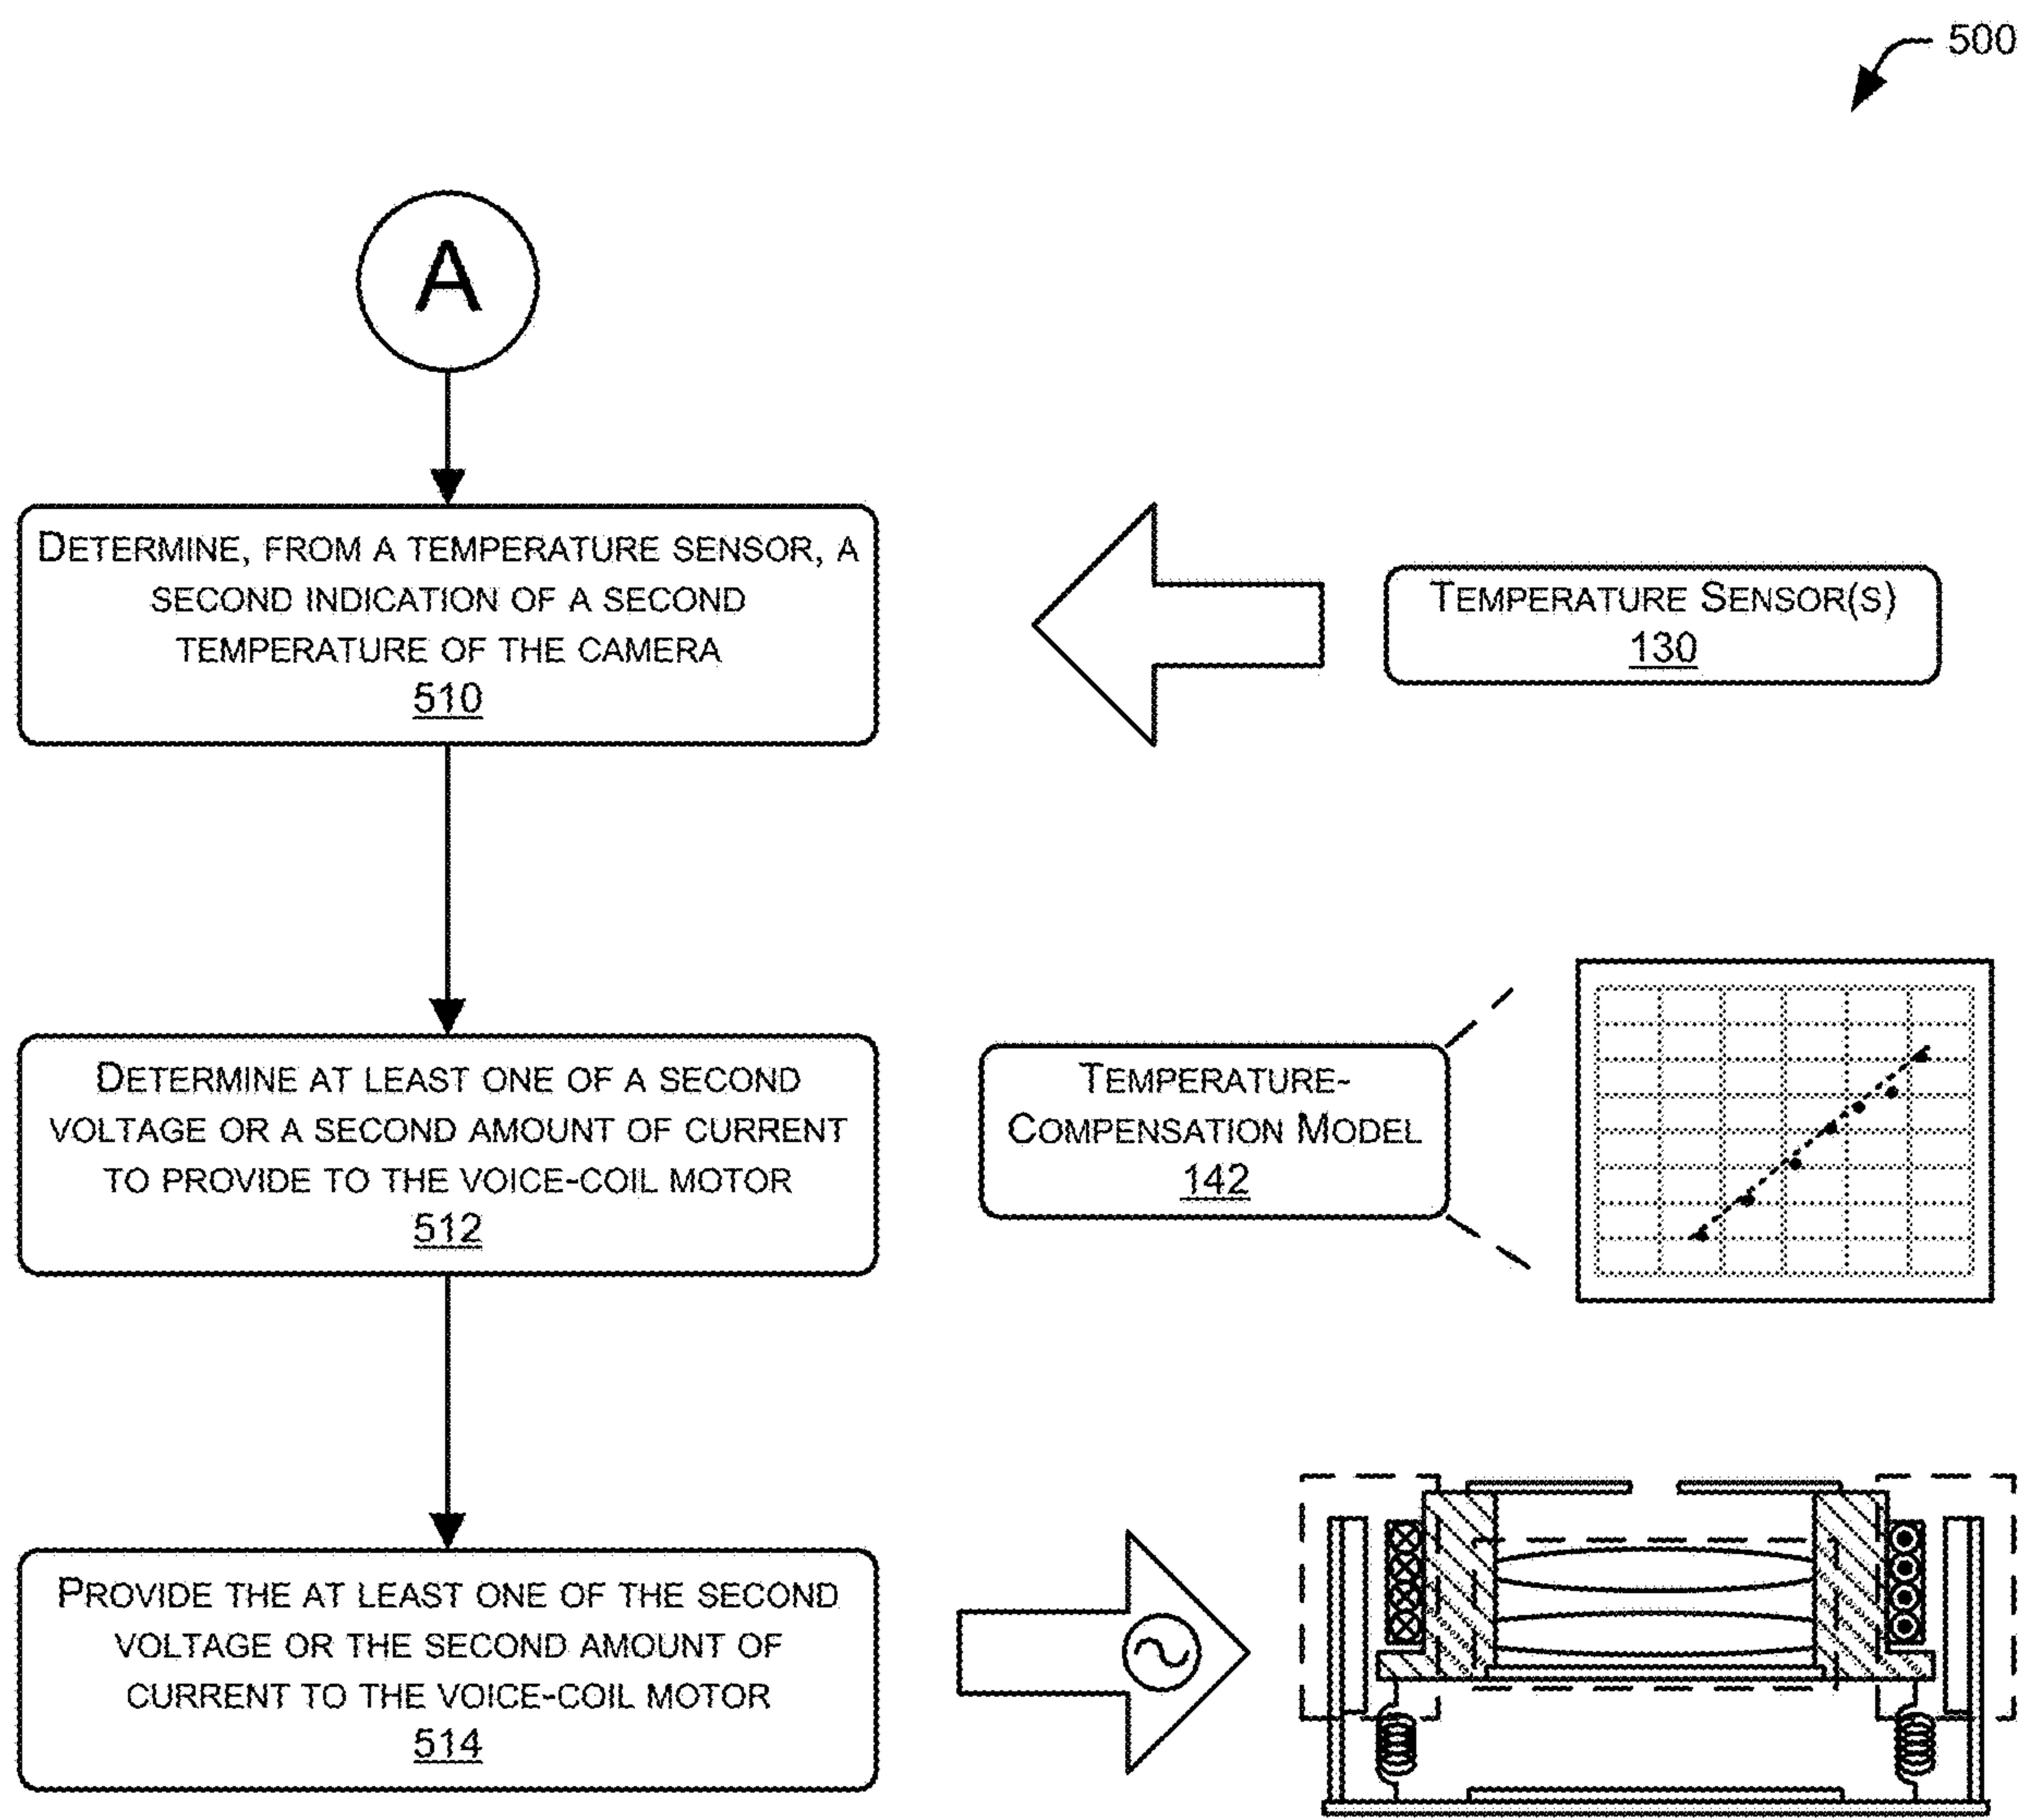 500
A
DETERMINE, FROM A TEMPERATURE SENSOR, A
SECOND INDICATION OF A SECOND
TEMPERATURE OF THE CAMERA
510
TEMPERATURE SENSOR(S)
130
DETERMINE AT LEAST ONE OF A SECOND
VOLTAGE OR A SECOND AMOUNT OF CURRENT
TO PROVIDE TO THE VOICE-COIL MOTOR
512
TEMPERATURE-
COMPENSATION MODEL
142
PROVIDE THE AT LEAST ONE OF THE SECOND
VOLTAGE OR THE SECOND AMOUNT OF
CURRENT TO THE VOICE-COIL MOTOR
514